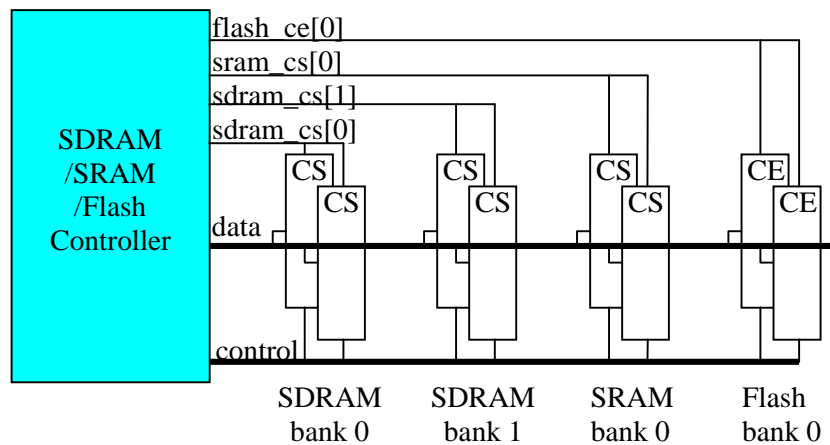 flash_ce[0]
sram_cs[0]
sdram_cs[1]
sdram_cs[0]
SDRAM
/SRAM
/Flash
Controller
CS
CS
CS
CS
CS
CS
CE
CE
data
control
SDRAM bank 0
SDRAM bank 1
SRAM bank 0
Flash bank 0